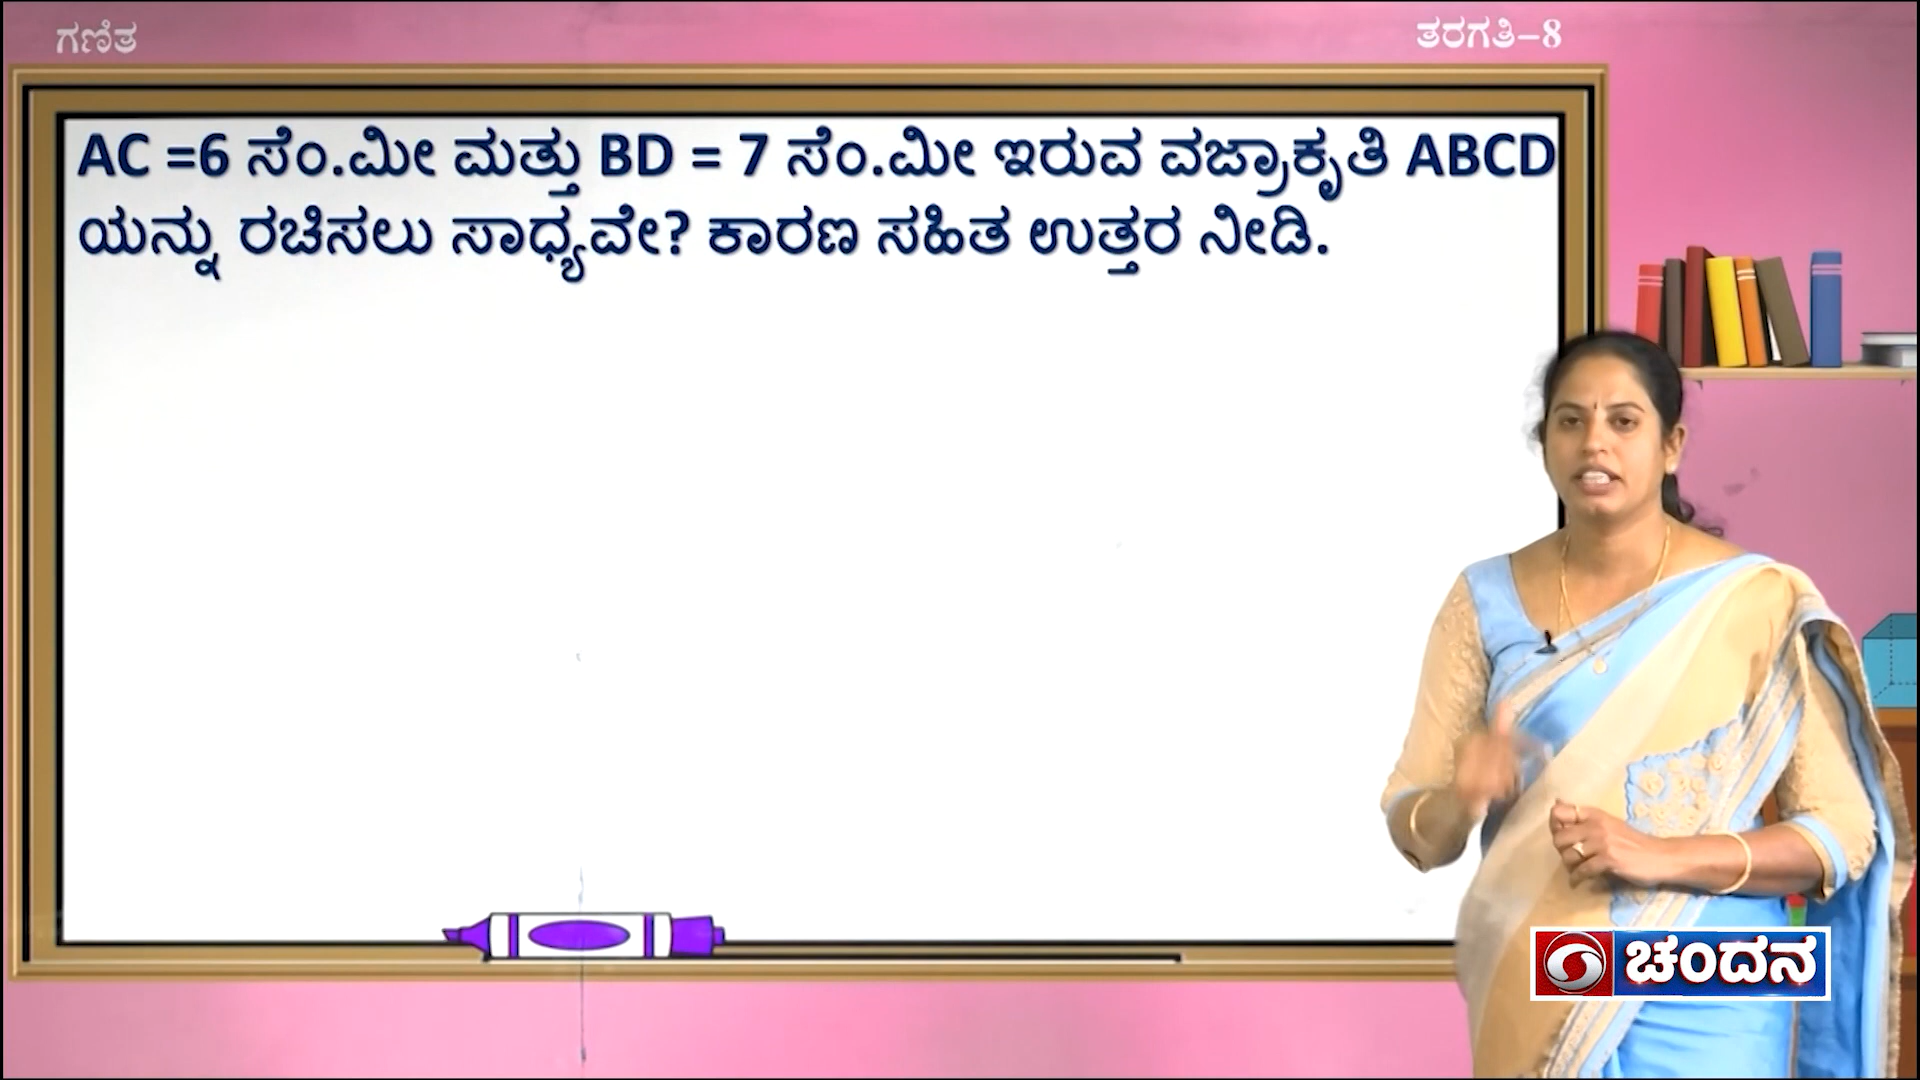 ಗಣಿತ
ತರಗತಿ–8
AC =6 ಸೆಂ.ಮೀ ಮತ್ತು BD = 7 ಸೆಂ.ಮೀ ಇರುವ ವಜ್ರಾಕೃತಿ ABCD
ಯನ್ನು ರಚಿಸಲು ಸಾಧ್ಯವೇ? ಕಾರಣ ಸಹಿತ ಉತ್ತರ ನೀಡಿ.
ಚಂದನ